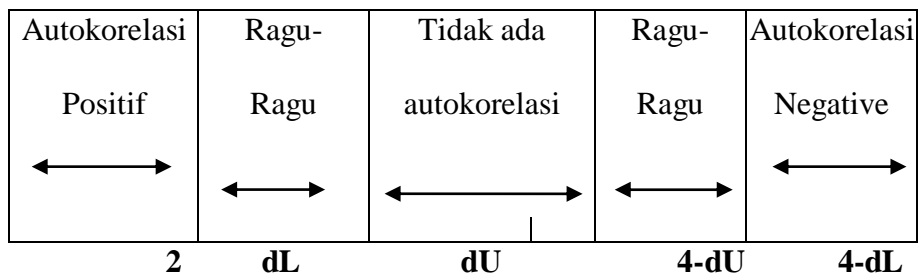 Autokorelasi Ragu- Tidak ada Ragu- Autokorelasi
Positif Ragu autokorelasi Ragu Negative
2 dL dU 4-dU 4-dL